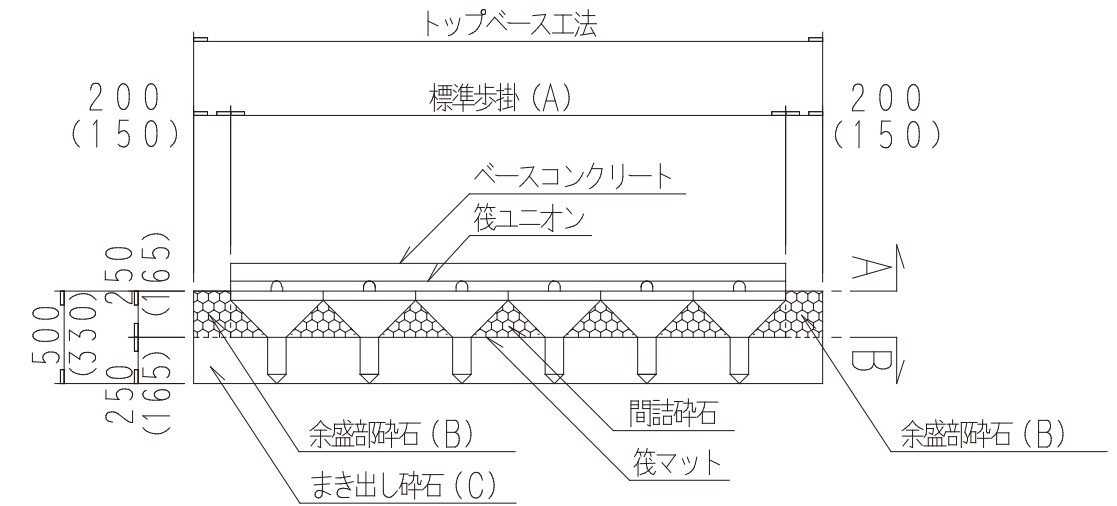 トップベース工法
200
(150)
標準歩掛(A)
200
(150)
ベースコンクリート
筏ユニオン
A
250
(165)
500
(330)
250
(165)
B
間詰砕石
余盛部砕石(B)
余盛部砕石(B)
筏マット
まき出し砕石(C)